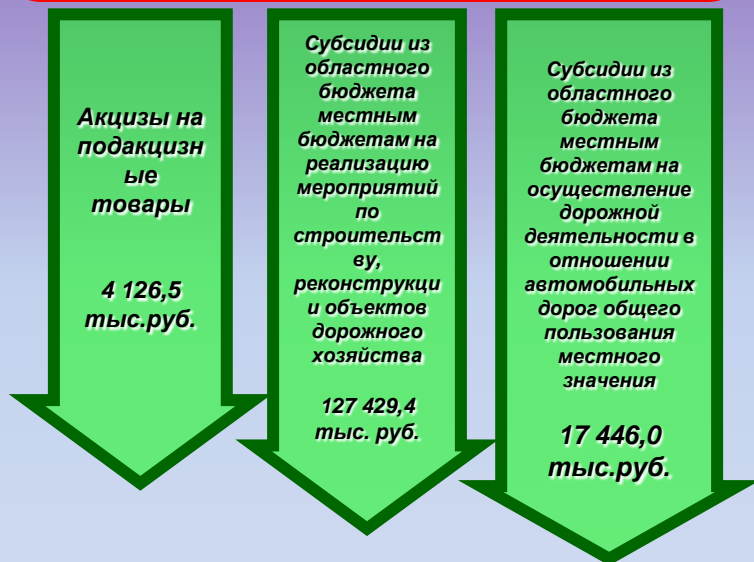 Акцизы на
подакцизн
ые
товары
4 126,5
тыс.руб.
Субсидии из
областного
бюджета
местным
бюджетам на
реализацию
мероприятий
по
строительст
ву,
реконструкци
и объектов
дорожного
хозяйства
127 429,4
тыс. руб.
Субсидии из
областного
бюджета
местным
бюджетам на
осуществление
дорожной
деятельности в
отношении
автомобильных
дорог общего
пользования
местного
значения
17 446,0
тыс.руб.